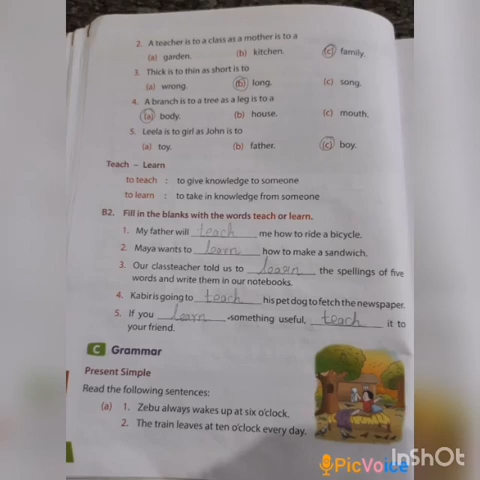 2. A teacher is to a class as a mother is to a
(a) garden. (b) kitchen. (c) family.
3. Thick is to thin as short is to
(a) wrong. (b) long. (c) song.
4. A branch is to a tree as a leg is to a
(a) body. (b) house. (c) mouth.
5. Leela is to girl as John is to
(a) toy. (b) father. (c) boy.
Teach – Learn
to teach : to give knowledge to someone
to learn : to take in knowledge from someone
B2. Fill in the blanks with the words teach or learn.
1. My father will teach me how to ride a bicycle.
2. Maya wants to learn how to make a sandwich.
3. Our classteacher told us to learn the spellings of five
words and write them in our notebooks.
4. Kabir is going to teach his pet dog to fetch the newspaper.
5. If you learn something useful, teach it to
your friend.
C Grammar
Present Simple
Read the following sentences:
(a) 1. Zebu always wakes up at six o'clock.
2. The train leaves at ten o'clock every day.
PicVoice
InShOt